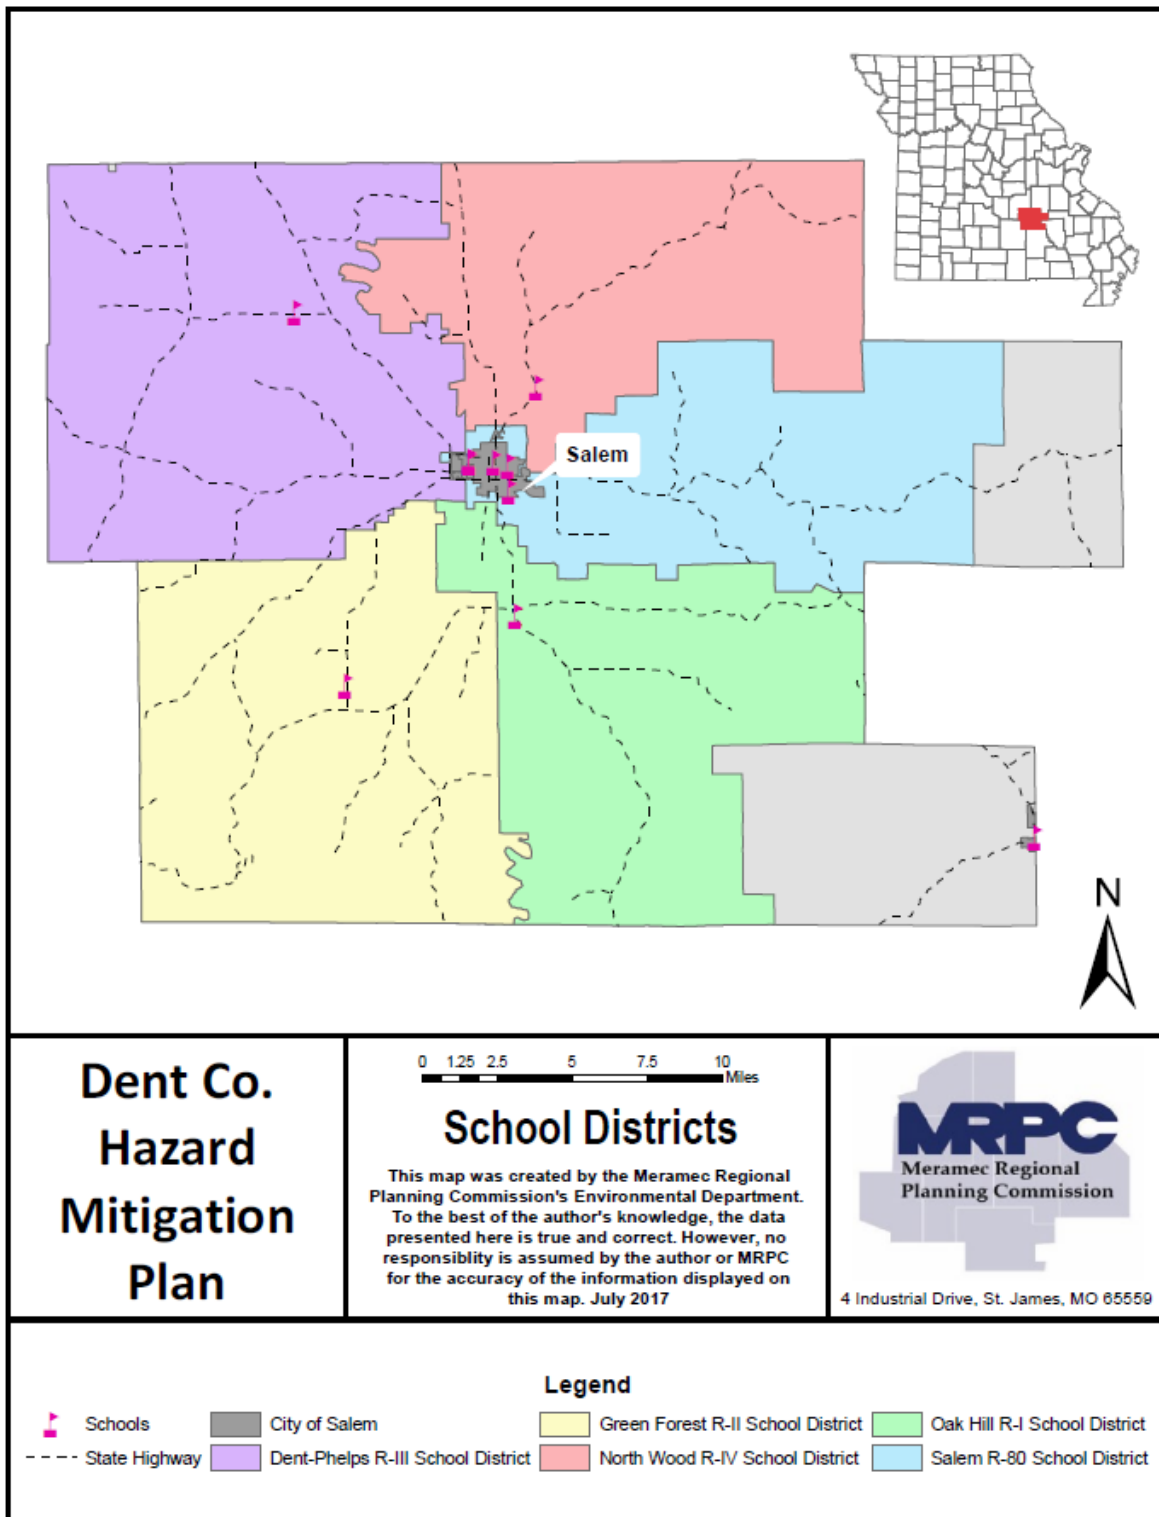 Salem
N
Dent Co.
Hazard
Mitigation
Plan
0 1.25 2.5 5 7.5 10
Miles
School Districts
This map was created by the Meramec Regional
Planning Commission's Environmental Department.
To the best of the author's knowledge, the data
presented here is true and correct. However, no
responsiblity is assumed by the author or MRPC
for the accuracy of the information displayed on
this map. July 2017
MRPC
Meramec Regional
Planning Commission
4 Industrial Drive, St. James, MO 65559
Legend
Schools
City of Salem
Green Forest R-II School District
Oak Hill R-I School District
State Highway
Dent-Phelps R-III School District
North Wood R-IV School District
Salem R-80 School District